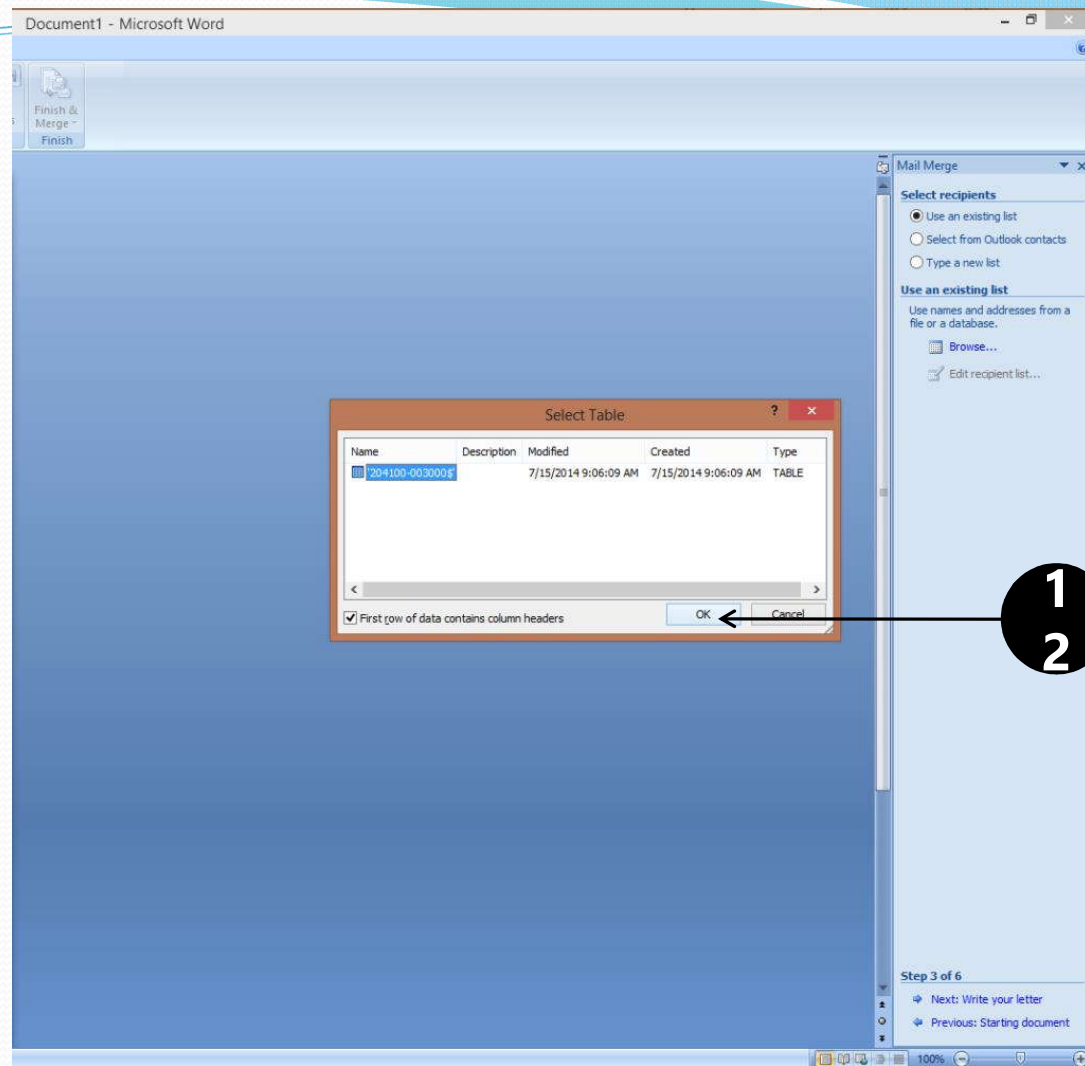 Document1 - Microsoft Word
Finish &
Merge
Finish
Mail Merge
Select recipients
Use an existing list
Select from Outlook contacts
Type a new list
Use an existing list
Use names and addresses from a
file or a database.
Browse...
Edit recipient list...
Select Table
?
Name Description Modified Created Type
'204100-003000$' 7/15/2014 9:06:09 AM 7/15/2014 9:06:09 AM TABLE
First row of data contains column headers
OK Cancel
1
2
Step 3 of 6
Next: Write your letter
Previous: Starting document
100%